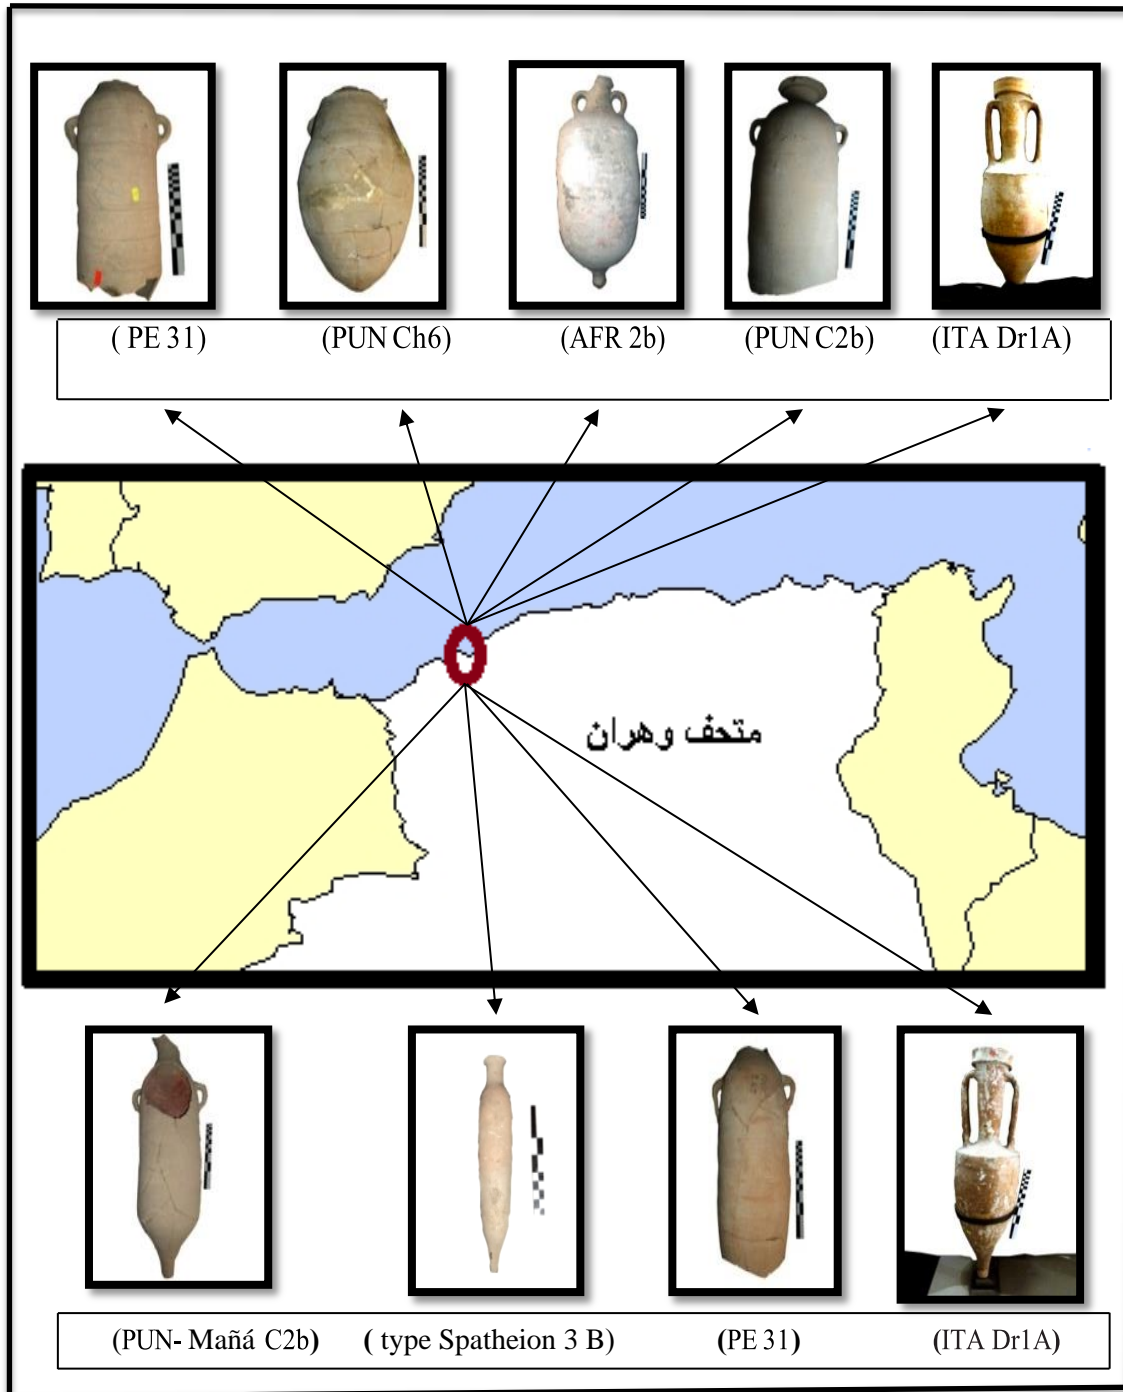 ( PE 31) (PUN Ch6) (AFR 2b) (PUN C2b) (ITA Dr1A)
متحف وهران
(PUN- Mañá C2b) ( type Spatheion 3 B) (PE 31) (ITA Dr1A)